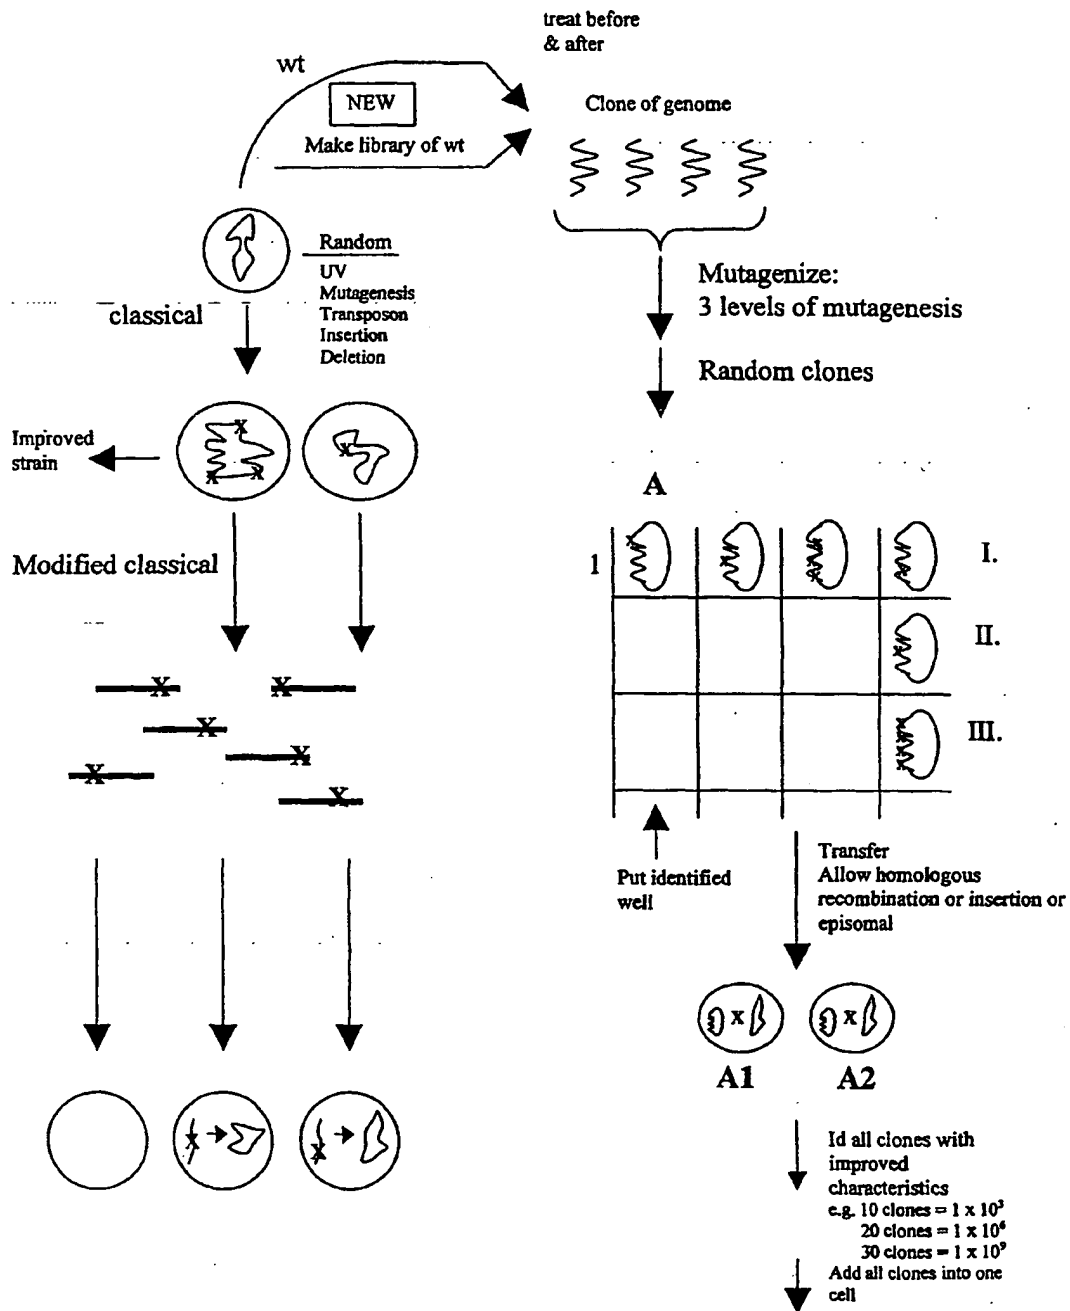 treat before
& after
wt
NEW
Make library of wt
Clone of genome
Random
UV
Mutagenesis
Transposon
Insertion
Deletion
classical
Mutagenize:
3 levels of mutagenesis
Random clones
Improved
strain
X
X
X
X
A
Modified classical
1
I.
II.
III.
X
X
X
X
X
X
Put identified
well
Transfer
Allow homologous
recombination or insertion or
episomal
X
X
A1
A2
X
X
Id all clones with
improved
characteristics
e.g. 10 clones = 1 x 10³
20 clones = 1 x 10⁶
30 clones = 1 x 10⁹
Add all clones into one
cell